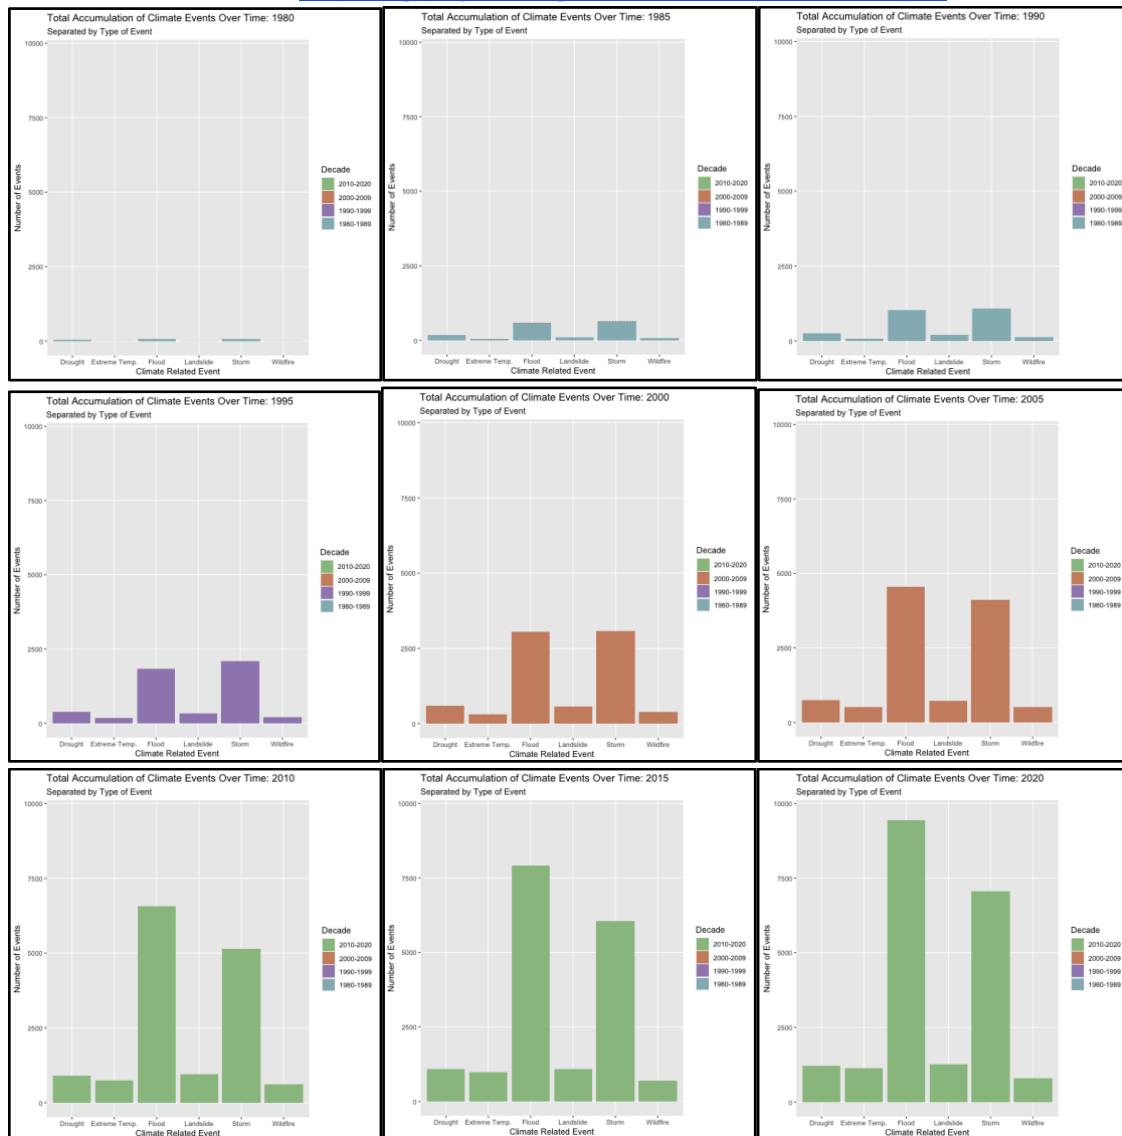 Total Accumulation of Climate Events Over Time: 1980
Separated by Type of Event
10000
7500
5000
2500
0
Number of Events
Drought Extreme Temp. Flood Landslide Storm Wildfire
Climate Related Event
Decade
2010-2020
2000-2009
1990-1999
1980-1989
Total Accumulation of Climate Events Over Time: 1985
Separated by Type of Event
10000
7500
5000
2500
0
Number of Events
Drought Extreme Temp. Flood Landslide Storm Wildfire
Climate Related Event
Decade
2010-2020
2000-2009
1990-1999
1980-1989
Total Accumulation of Climate Events Over Time: 1990
Separated by Type of Event
10000
7500
5000
2500
0
Number of Events
Drought Extreme Temp. Flood Landslide Storm Wildfire
Climate Related Event
Decade
2010-2020
2000-2009
1990-1999
1980-1989
Total Accumulation of Climate Events Over Time: 1995
Separated by Type of Event
10000
7500
5000
2500
0
Number of Events
Drought Extreme Temp. Flood Landslide Storm Wildfire
Climate Related Event
Decade
2010-2020
2000-2009
1990-1999
1980-1989
Total Accumulation of Climate Events Over Time: 2000
Separated by Type of Event
10000
7500
5000
2500
0
Number of Events
Drought Extreme Temp. Flood Landslide Storm Wildfire
Climate Related Event
Decade
2010-2020
2000-2009
1990-1999
1980-1989
Total Accumulation of Climate Events Over Time: 2005
Separated by Type of Event
10000
7500
5000
2500
0
Number of Events
Drought Extreme Temp. Flood Landslide Storm Wildfire
Climate Related Event
Decade
2010-2020
2000-2009
1990-1999
1980-1989
Total Accumulation of Climate Events Over Time: 2010
Separated by Type of Event
10000
7500
5000
2500
0
Number of Events
Drought Extreme Temp. Flood Landslide Storm Wildfire
Climate Related Event
Decade
2010-2020
2000-2009
1990-1999
1980-1989
Total Accumulation of Climate Events Over Time: 2015
Separated by Type of Event
10000
7500
5000
2500
0
Number of Events
Drought Extreme Temp. Flood Landslide Storm Wildfire
Climate Related Event
Decade
2010-2020
2000-2009
1990-1999
1980-1989
Total Accumulation of Climate Events Over Time: 2020
Separated by Type of Event
10000
7500
5000
2500
0
Number of Events
Drought Extreme Temp. Flood Landslide Storm Wildfire
Climate Related Event
Decade
2010-2020
2000-2009
1990-1999
1980-1989